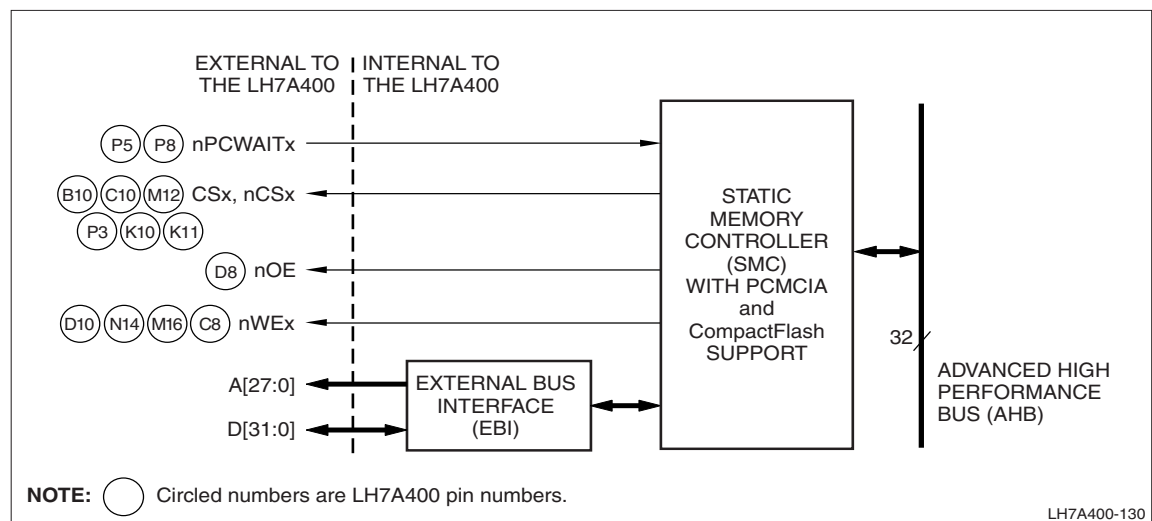 EXTERNAL TO
THE LH7A400
INTERNAL TO
THE LH7A400
P5 P8 nPCWAITx
B10 C10 M12 CSx, nCSx
P3 K10 K11
D8 nOE
D10 N14 M16 C8 nWEx
A[27:0]
D[31:0]
EXTERNAL BUS
INTERFACE
(EBI)
STATIC
MEMORY
CONTROLLER
(SMC)
WITH PCMCIA
and
CompactFlash
SUPPORT
32
ADVANCED HIGH
PERFORMANCE
BUS (AHB)
NOTE: Circled numbers are LH7A400 pin numbers.
LH7A400-130